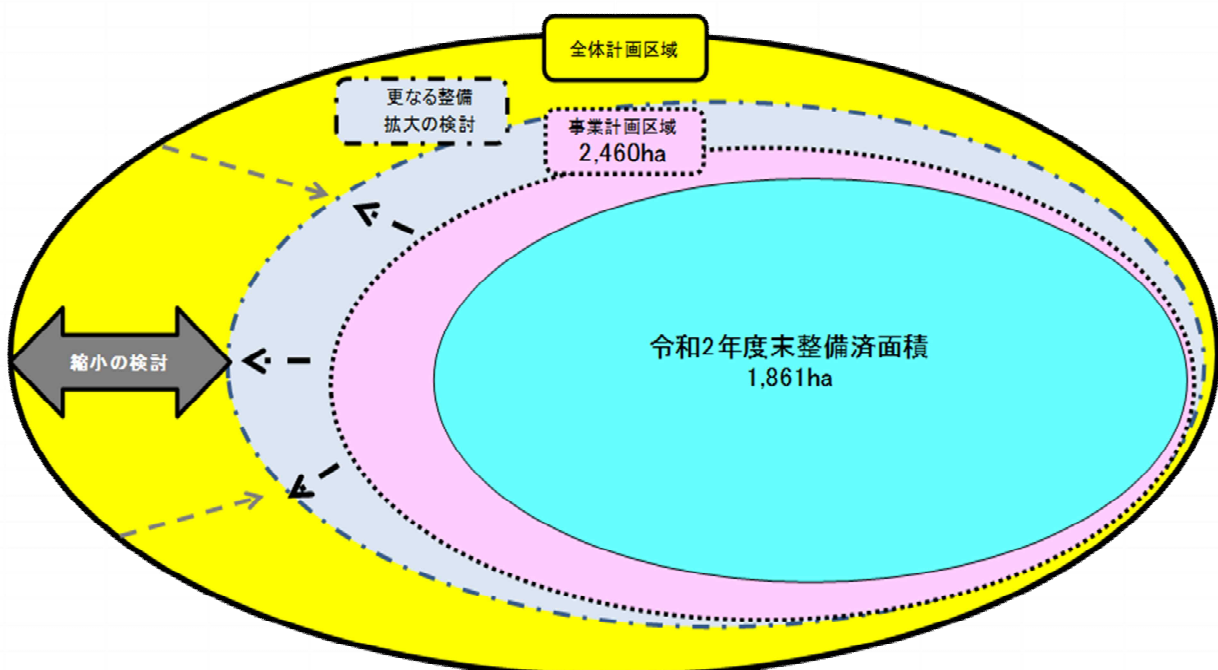 全体計画区域
更なる整備
拡大の検討
事業計画区域
2,460ha
縮小の検討
令和2年度末整備済面積
1,861ha